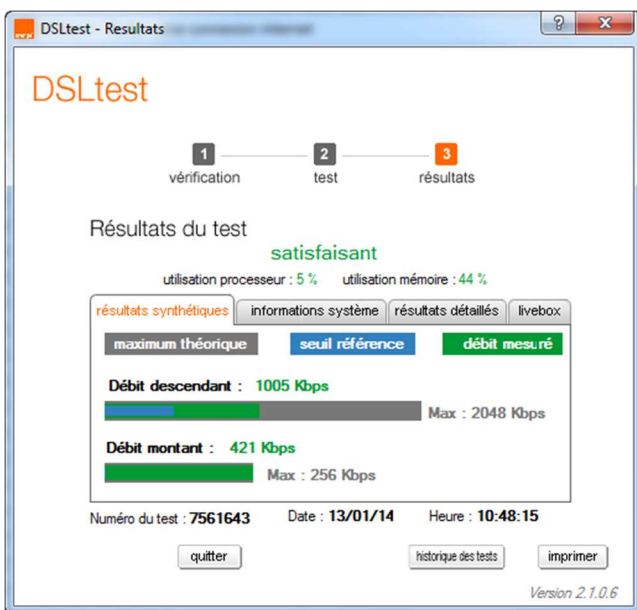 DSLtest - Resultats
DSLtest
1 2 3
vérification test résultats
Résultats du test
satisfaisant
utilisation processeur : 5 % utilisation mémoire : 44 %
résultats synthétiques informations système résultats détaillés livebox
maximum théorique seuil référence débit mesuré
Débit descendant : 1005 Kbps
Max : 2048 Kbps
Débit montant : 421 Kbps
Max : 256 Kbps
Numéro du test : 7561643 Date : 13/01/14 Heure : 10:48:15
quitter historique des tests imprimer
Version 2.1.0.6